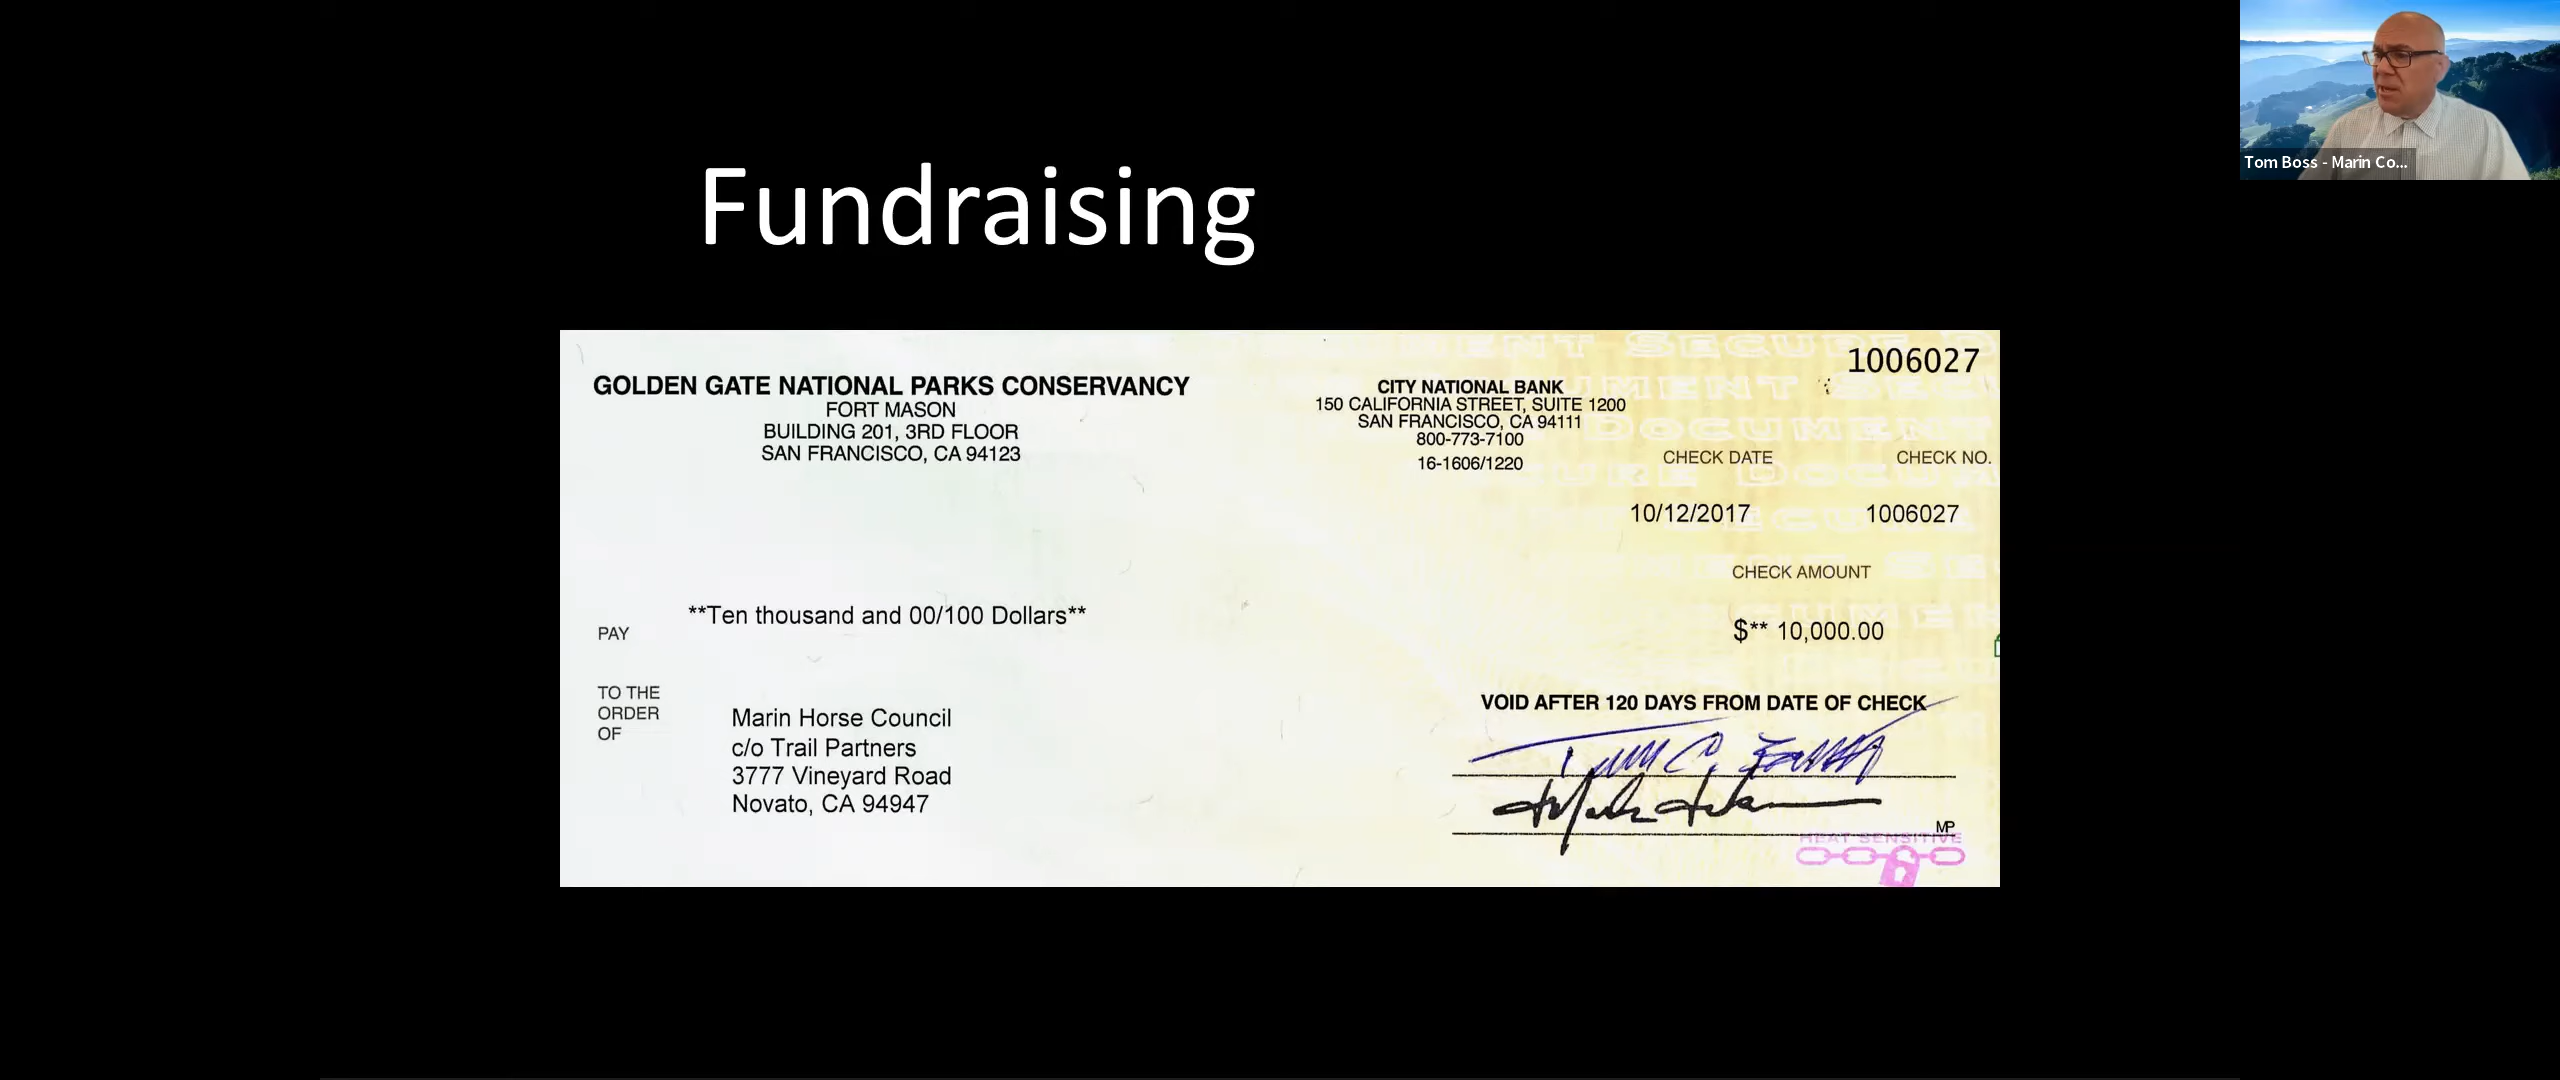 Fundraising
Tom Boss - Marin Co...
1006027
GOLDEN GATE NATIONAL PARKS CONSERVANCY
FORT MASON
BUILDING 201, 3RD FLOOR
SAN FRANCISCO, CA 94123
CITY NATIONAL BANK
150 CALIFORNIA STREET, SUITE 1200
SAN FRANCISCO, CA 94111
800-773-7100
16-1606/1220
CHECK DATE CHECK NO.
10/12/2017 1006027
CHECK AMOUNT
**Ten thousand and 00/100 Dollars**
PAY
$** 10,000.00
TO THE
ORDER
OF
Marin Horse Council
c/o Trail Partners
3777 Vineyard Road
Novato, CA 94947
VOID AFTER 120 DAYS FROM DATE OF CHECK
MP
HEAT SENSITIVE